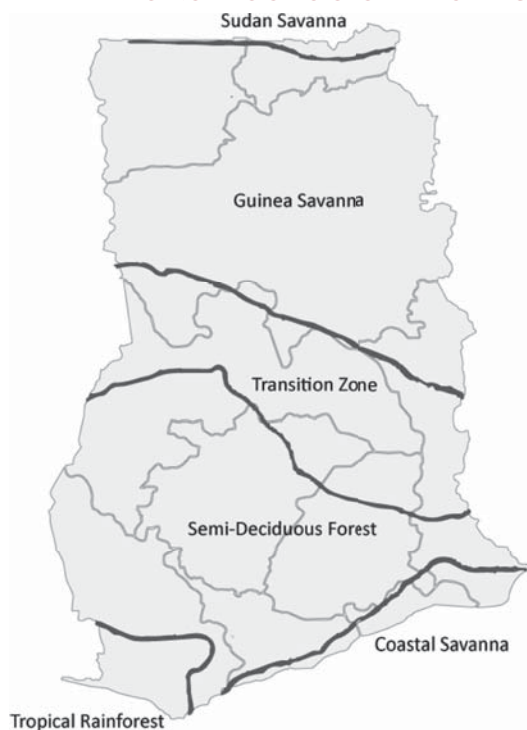 Sudan Savanna
Guinea Savanna
Transition Zone
Semi-Deciduous Forest
Coastal Savanna
Tropical Rainforest